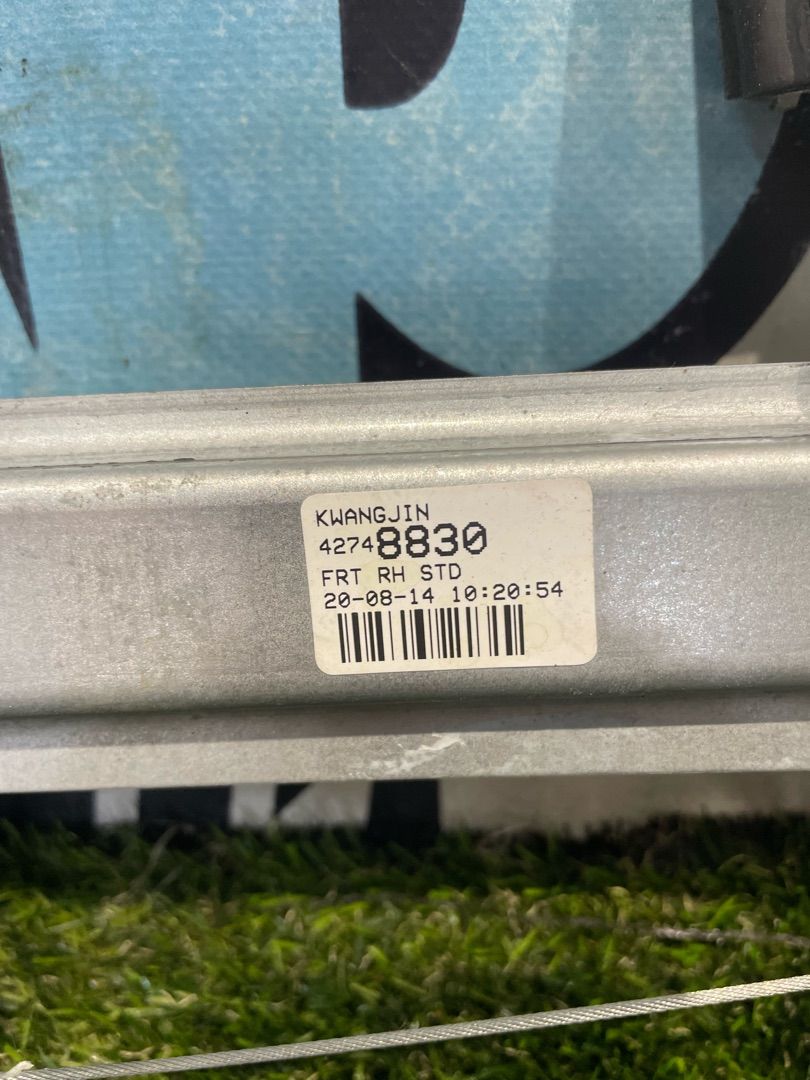 KWANGJIN
42748830
FRT RH STD
20-08-14 10:20:54